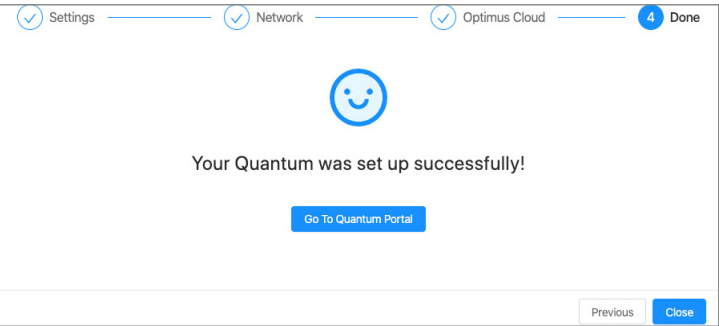 Settings
Network
Optimus Cloud
4 Done
Your Quantum was set up successfully!
Go To Quantum Portal
Previous
Close